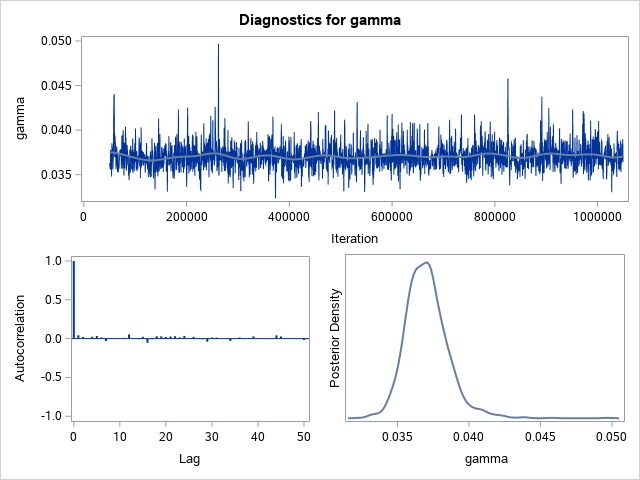 Diagnostics for gamma
gamma
0.050
0.045
0.040
0.035
0 200000 400000 600000 800000 1000000
Iteration
Autocorrelation
1.0
0.5
0.0
-0.5
-1.0
0 10 20 30 40 50
Lag
Posterior Density
0.035 0.040 0.045 0.050
gamma